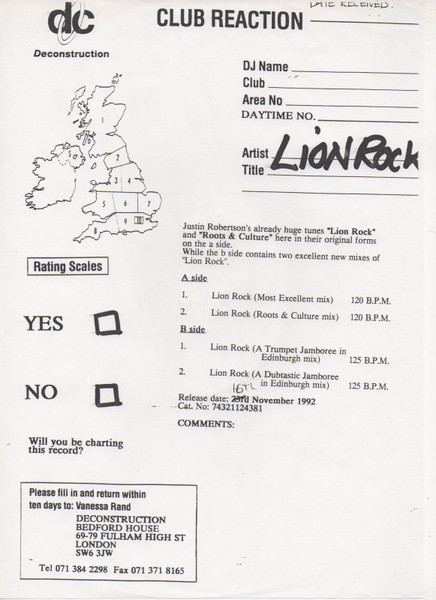 DATE RECEIVED.
dc
CLUB REACTION
Deconstruction
DJ Name
Club
Area No
DAYTIME NO.
Artist LION ROCK
Title
1
2
3
4
5
6
7
8
9
10
Justin Robertson's already huge tunes "Lion Rock"
and "Roots & Culture" here in their original forms
on the a side.
While the b side contains two excellent new mixes of
"Lion Rock".
Rating Scales
A side
1. Lion Rock (Most Excellent mix) 120 B.P.M.
2. Lion Rock (Roots & Culture mix) 120 B.P.M.
YES
B side
1. Lion Rock (A Trumpet Jamboree in
Edinburgh mix) 125 B.P.M.
2. Lion Rock (A Dubtastic Jamboree
in Edinburgh mix) 125 B.P.M.
NO
16th
Release date: 23rd November 1992
Cat. No: 74321124381
COMMENTS:
Will you be charting
this record?
Please fill in and return within
ten days to: Vanessa Rand
DECONSTRUCTION
BEDFORD HOUSE
69-79 FULHAM HIGH ST
LONDON
SW6 3JW
Tel 071 384 2298 Fax 071 371 8165